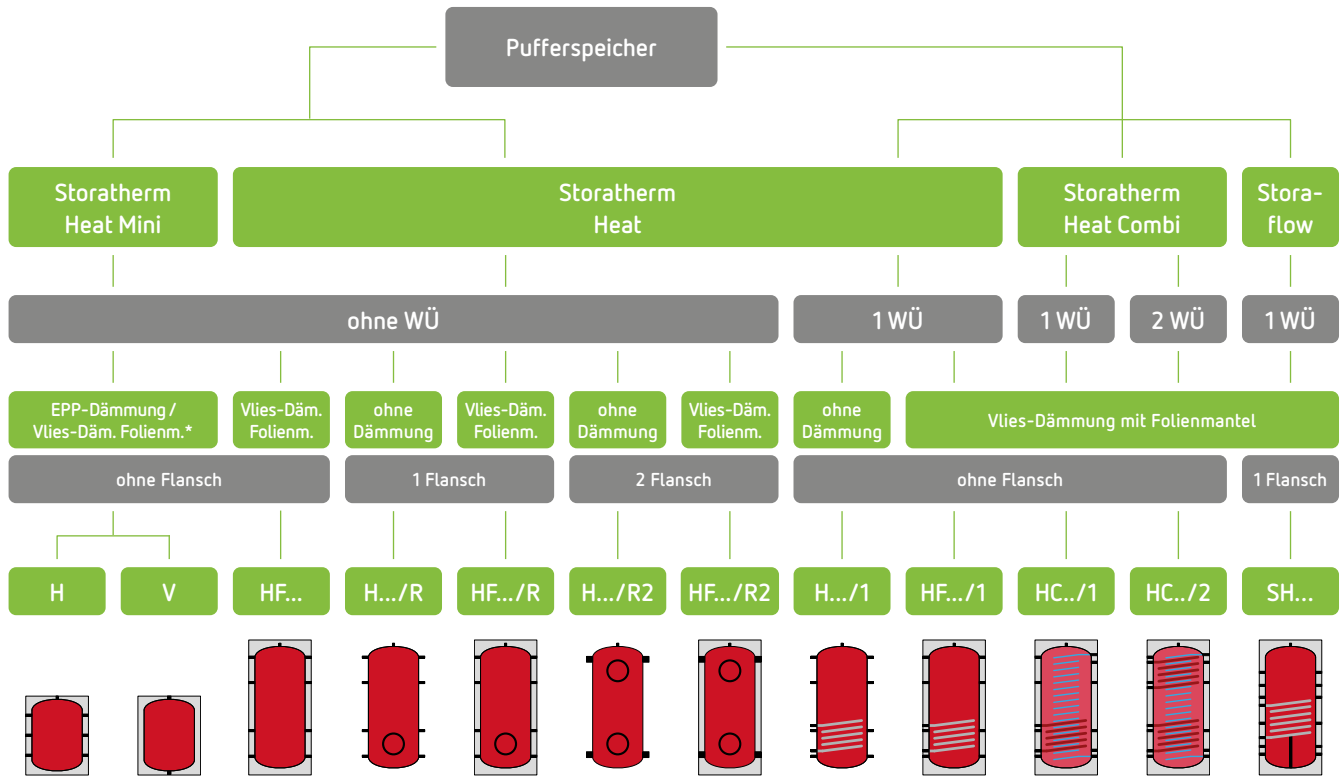 Pufferspeicher
Storatherm
Heat Mini
Storatherm
Heat
Storatherm
Heat Combi
Stora-
flow
ohne WÜ
1 WÜ
1 WÜ
2 WÜ
1 WÜ
EPP-Dämmung /
Vlies-Däm. Folienm.*
Vlies-Däm.
Folienm.
ohne
Dämmung
Vlies-Däm.
Folienm.
ohne
Dämmung
Vlies-Däm.
Folienm.
ohne
Dämmung
Vlies-Dämmung mit Folienmantel
ohne Flansch
1 Flansch
2 Flansch
ohne Flansch
1 Flansch
H
V
HF...
H.../R
HF.../R
H.../R2
HF.../R2
H.../1
HF.../1
HC../1
HC../2
SH...